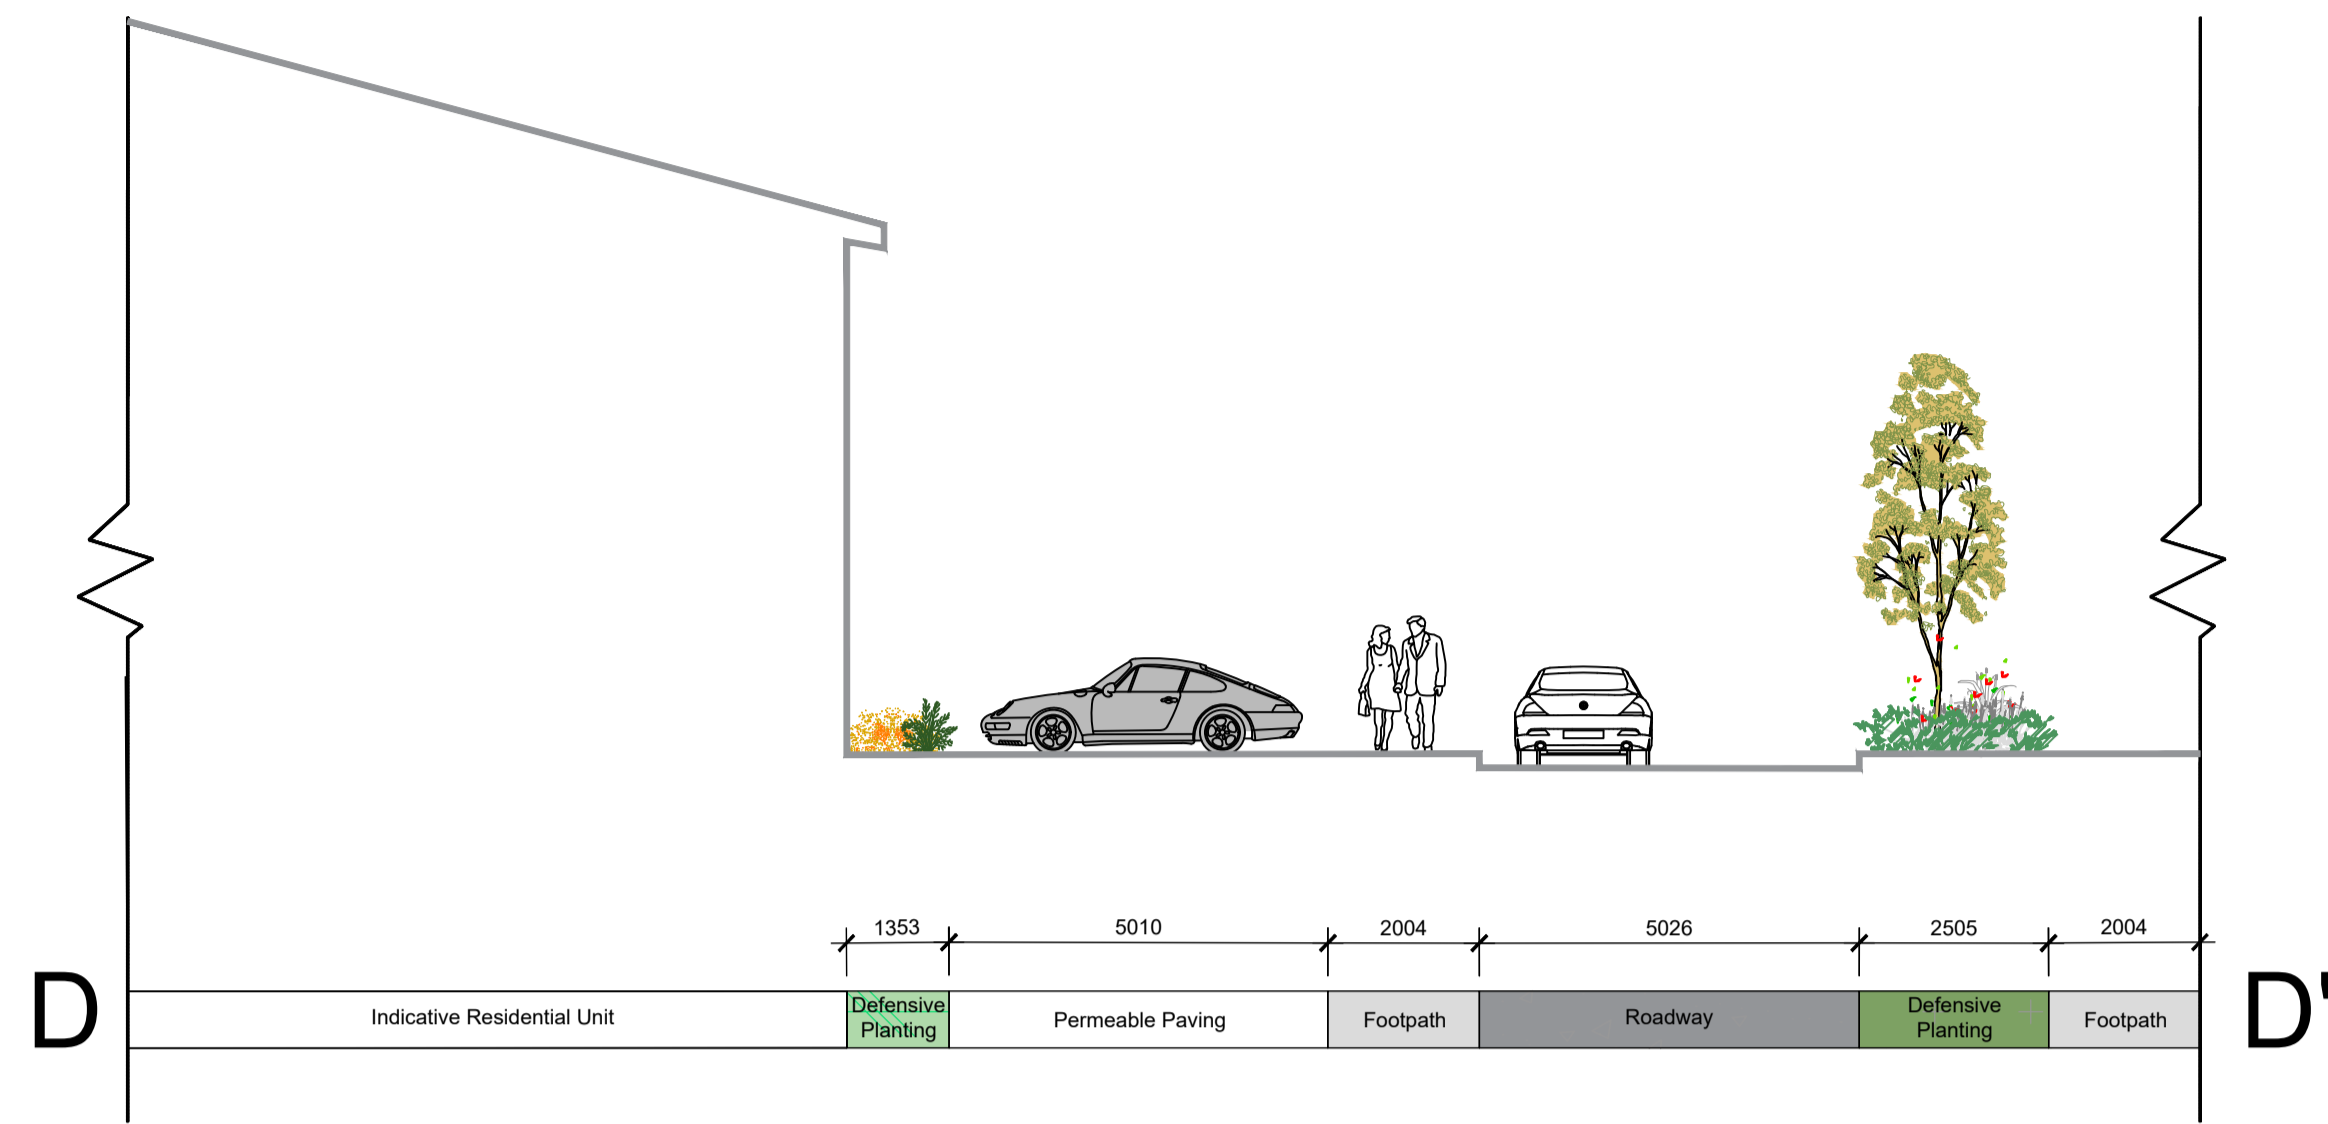 1353 5010 2004 5026 2505 2004
D D'
Indicative Residential Unit
Defensive
Planting
Permeable Paving
Footpath
Roadway
Defensive
Planting
Footpath